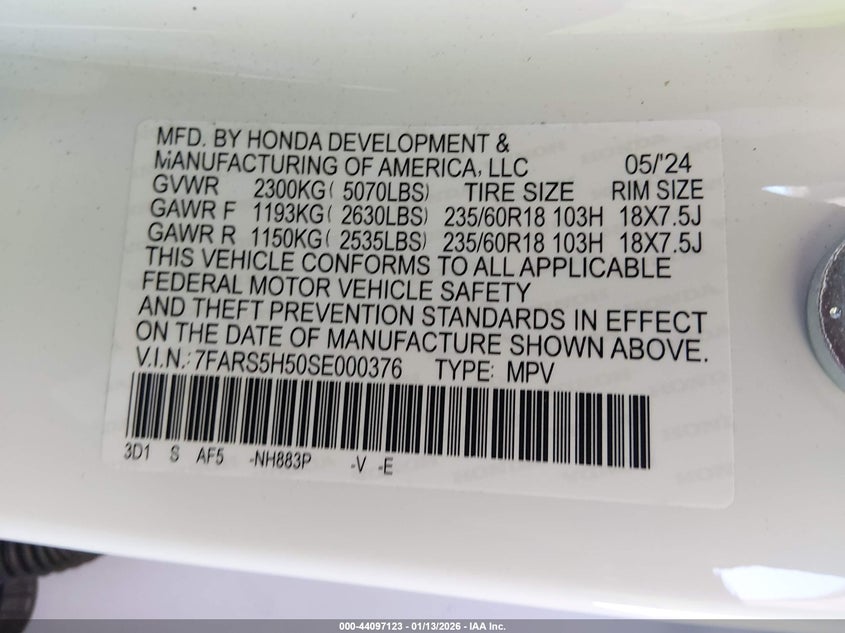 MFD. BY HONDA DEVELOPMENT &
MANUFACTURING OF AMERICA, LLC 05/'24
GVWR 2300KG( 5070LBS) TIRE SIZE RIM SIZE
GAWR F 1193KG( 2630LBS) 235/60R18 103H 18X7.5J
GAWR R 1150KG( 2535LBS) 235/60R18 103H 18X7.5J
THIS VEHICLE CONFORMS TO ALL APPLICABLE
FEDERAL MOTOR VEHICLE SAFETY
AND THEFT PREVENTION STANDARDS IN EFFECT
ON THE DATE OF MANUFACTURE SHOWN ABOVE.
V.I.N.: 7FARS5H50SE000376 TYPE: MPV
3D1 S AF5 -NH883P -V -E
000-44097123 - 01/13/2026 - IAA Inc.